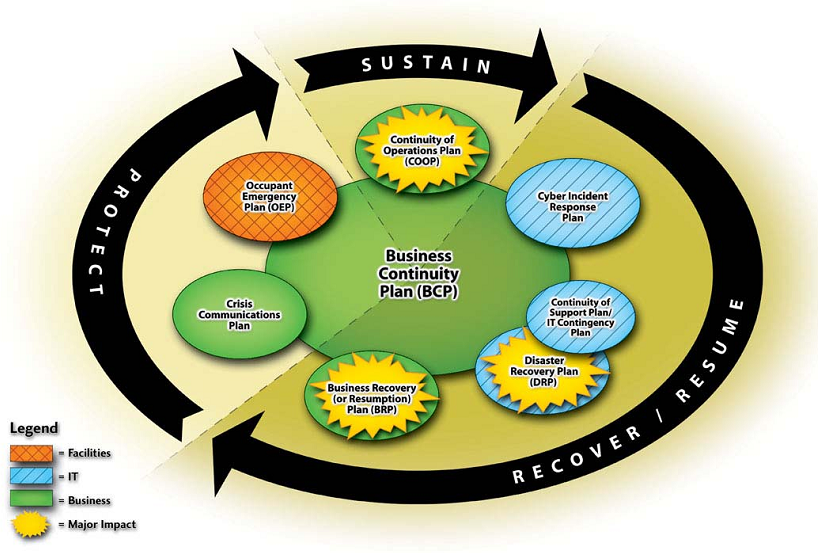 SUSTAIN
PROTECT
RECOVER / RESUME
Continuity of
Operations Plan
(COOP)
Occupant
Emergency
Plan (OEP)
Cyber Incident
Response
Plan
Business
Continuity
Plan (BCP)
Crisis
Communications
Plan
Continuity of
Support Plan/
IT Contingency
Plan
Disaster
Recovery Plan
(DRP)
Business Recovery
(or Resumption)
Plan (BRP)
Legend
= Facilities
= IT
= Business
= Major Impact